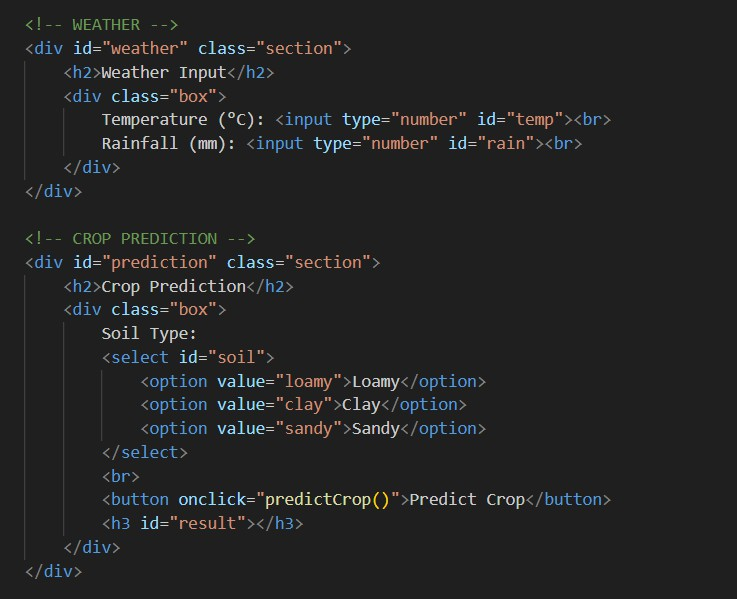 <!-- WEATHER -->
<div id="weather" class="section">
    <h2>Weather Input</h2>
    <div class="box">
        Temperature (°C): <input type="number" id="temp"><br>
        Rainfall (mm): <input type="number" id="rain"><br>
    </div>
</div>

<!-- CROP PREDICTION -->
<div id="prediction" class="section">
    <h2>Crop Prediction</h2>
    <div class="box">
        Soil Type:
        <select id="soil">
            <option value="loamy">Loamy</option>
            <option value="clay">Clay</option>
            <option value="sandy">Sandy</option>
        </select>
        <br>
        <button onclick="predictCrop()">Predict Crop</button>
        <h3 id="result"></h3>
    </div>
</div>